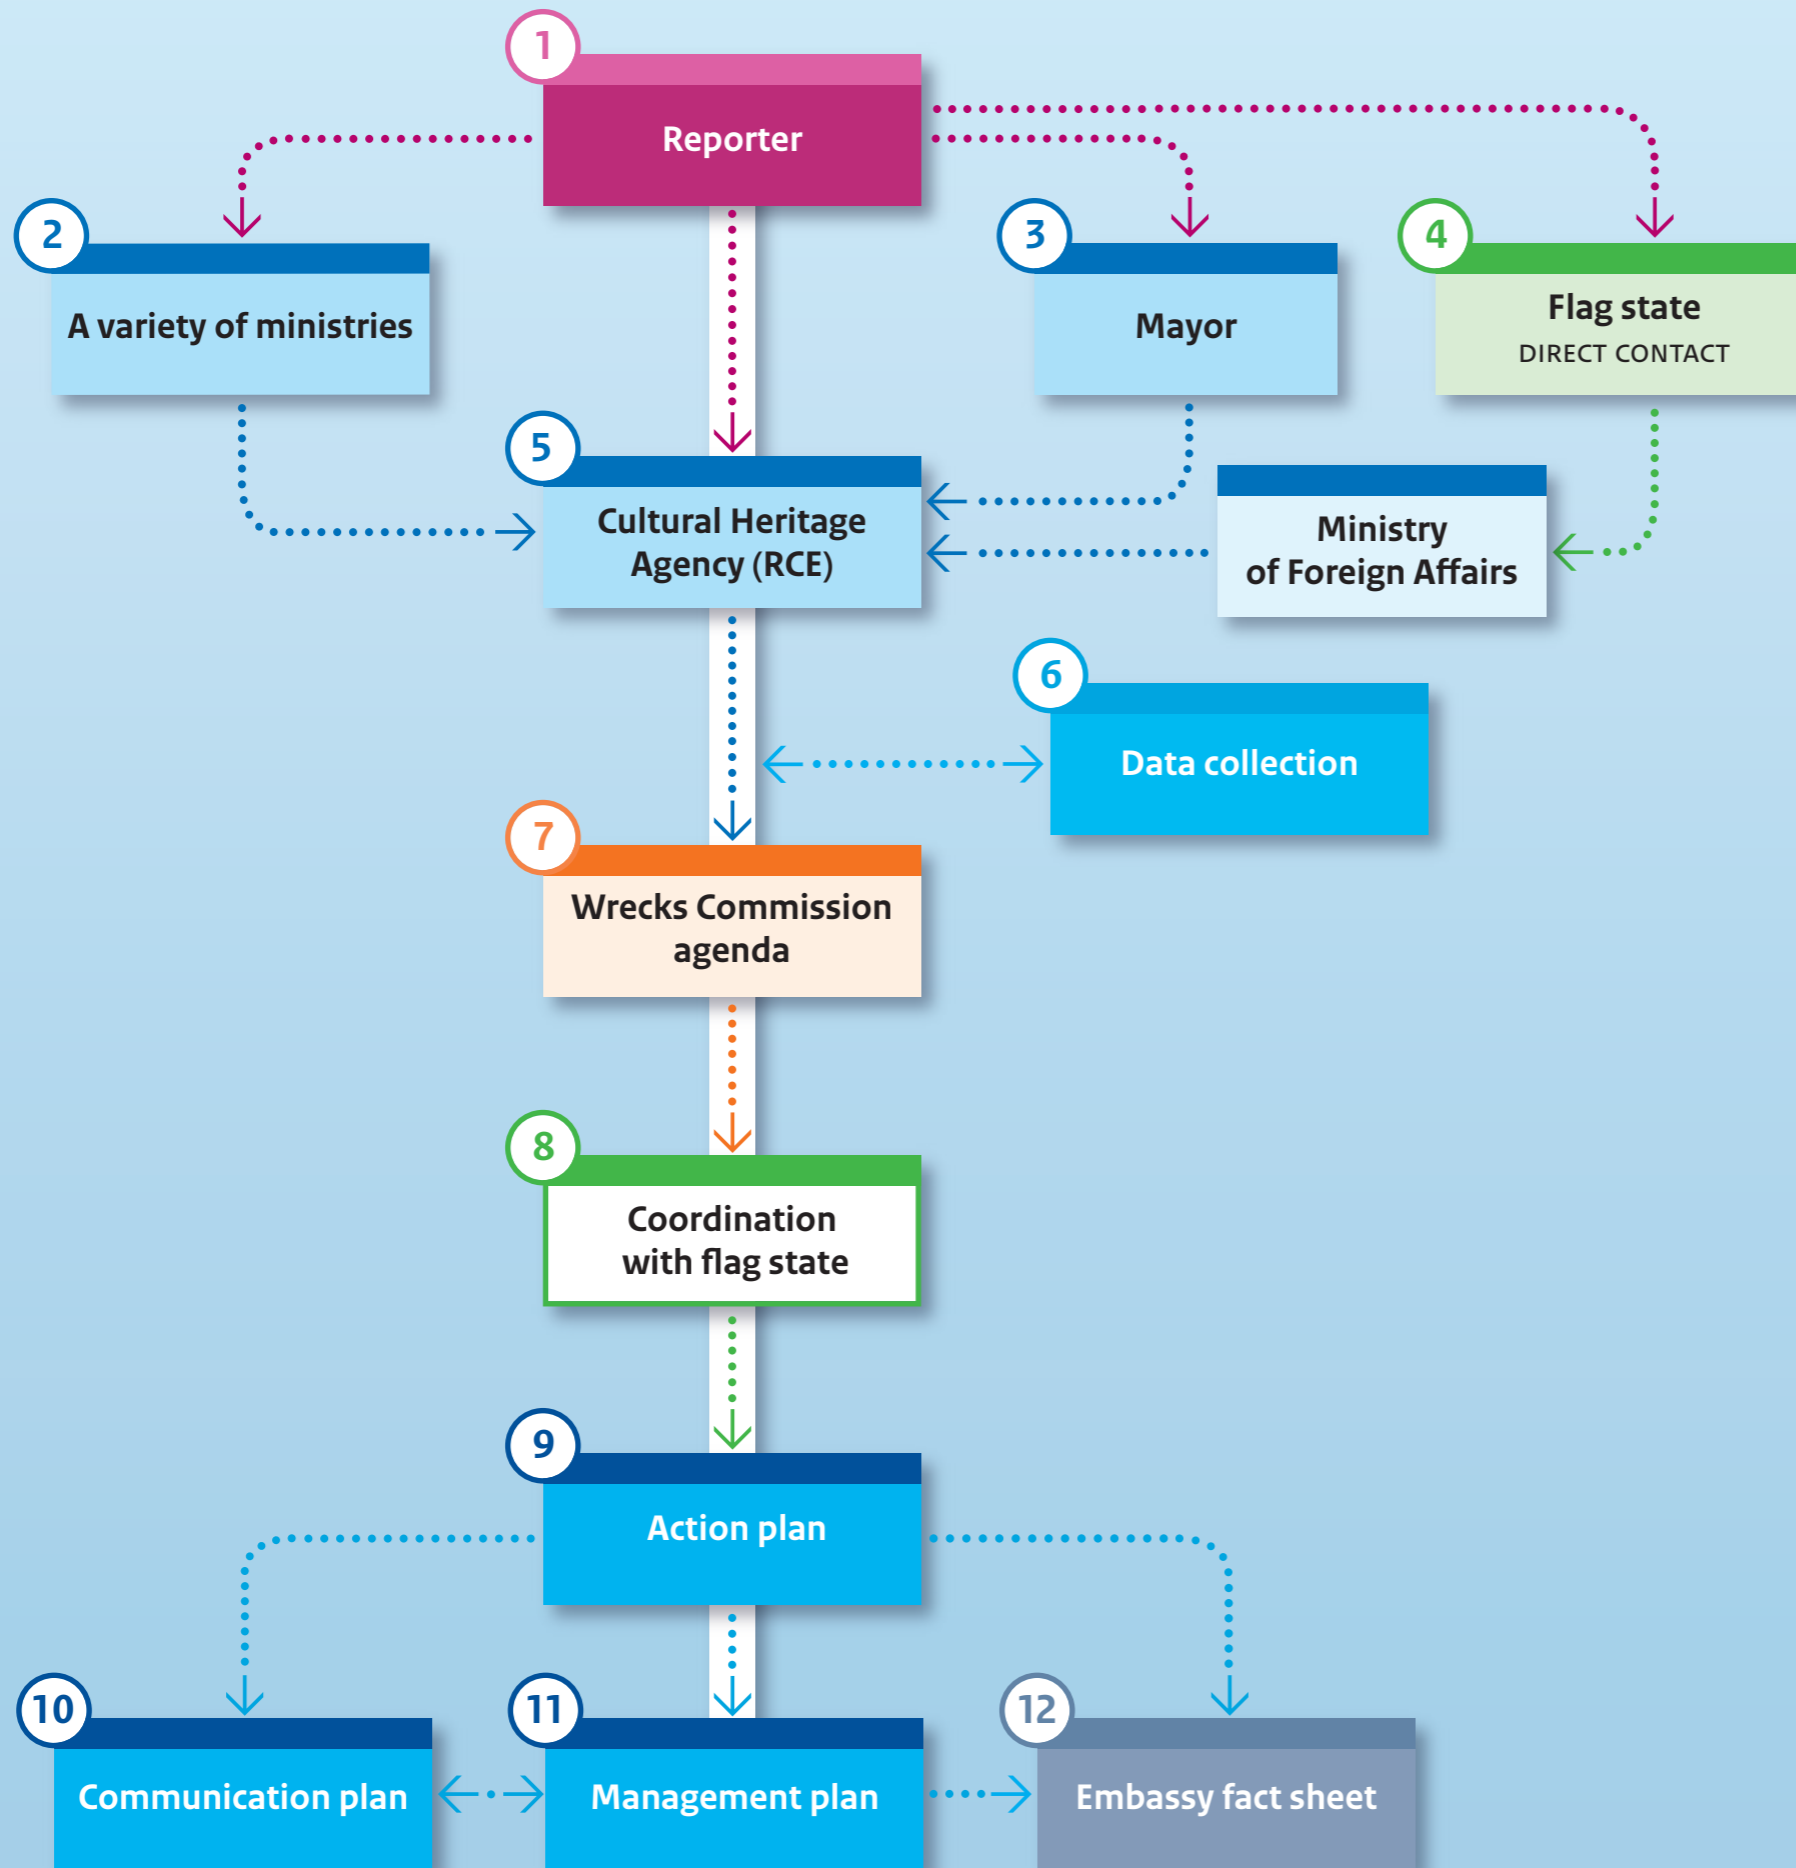 1
Reporter
2
A variety of ministries
3
Mayor
4
Flag state
DIRECT CONTACT
5
Cultural Heritage
Agency (RCE)
Ministry
of Foreign Affairs
6
Data collection
7
Wrecks Commission
agenda
8
Coordination
with flag state
9
Action plan
10
Communication plan
11
Management plan
12
Embassy fact sheet